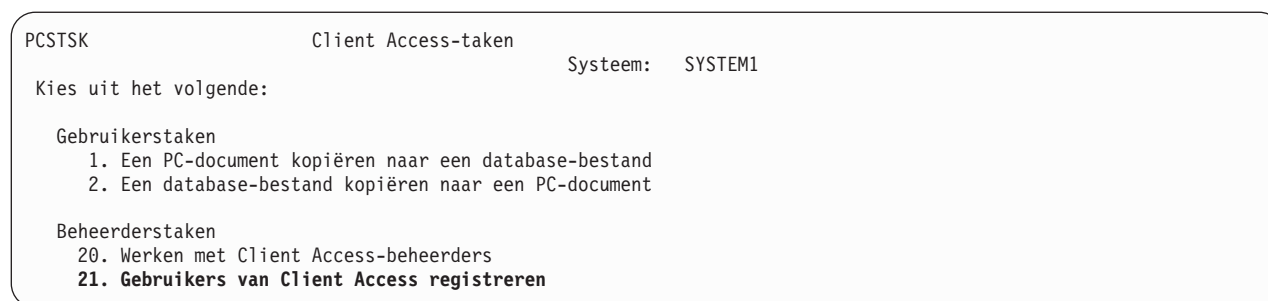 PCSTSK Client Access-taken
Systeem: SYSTEM1
Kies uit het volgende:
Gebruikerstaken
1. Een PC-document kopiëren naar een database-bestand
2. Een database-bestand kopiëren naar een PC-document
Beheerderstaken
20. Werken met Client Access-beheerders
21. Gebruikers van Client Access registreren